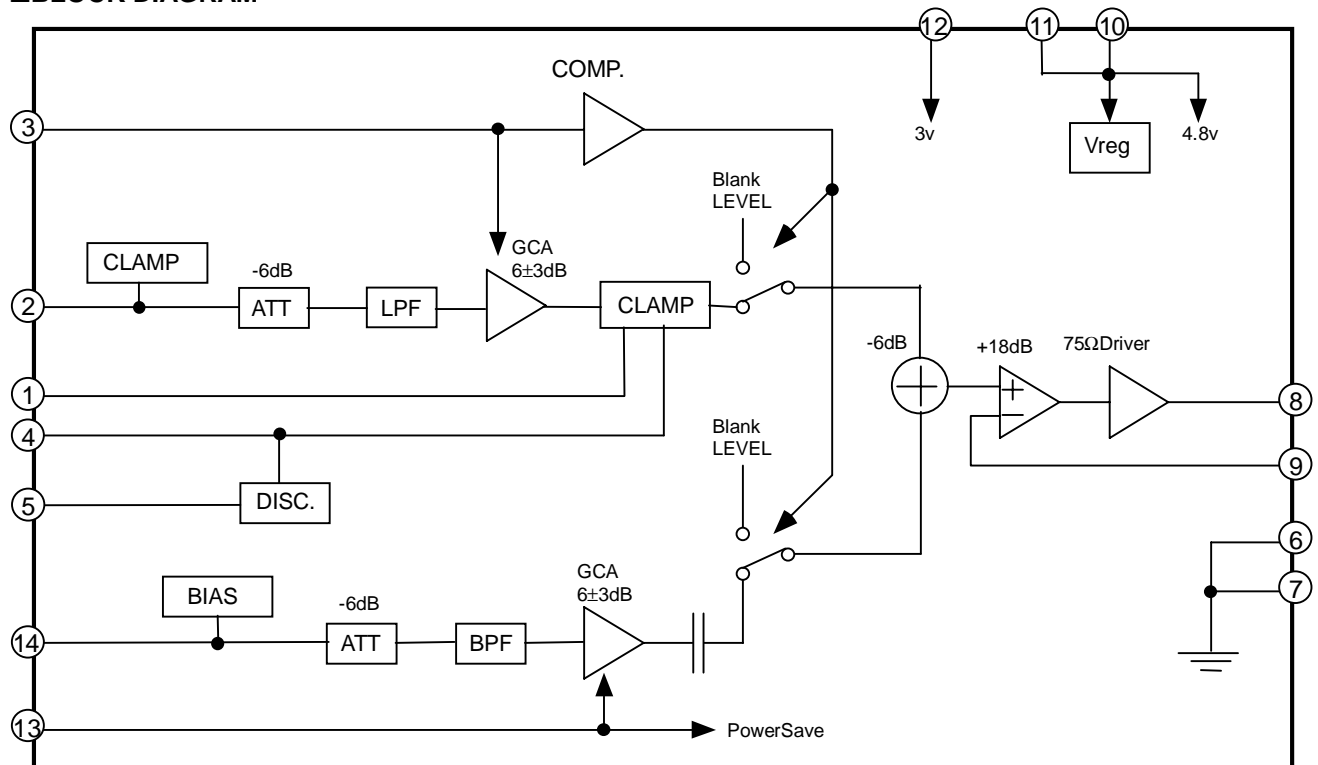 ■BLOCK DIAGRAM
12
11
10
COMP.
3
3v
Vreg
4.8v
Blank
LEVEL
CLAMP
-6dB
GCA
6±3dB
2
ATT
LPF
CLAMP
-6dB
+18dB
75ΩDriver
1
8
4
Blank
LEVEL
9
5
DISC.
6
GCA
6±3dB
7
BIAS
-6dB
14
ATT
BPF
13
PowerSave